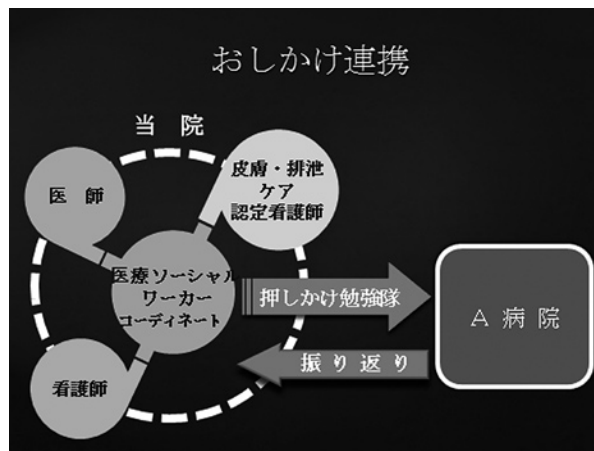 おしかけ連携
当 院
皮膚・排泄
ケア
認定看護師
医 師
医療ソーシャル
ワーカー
コーディネート
押しかけ勉強隊
A 病 院
振 り 返 り
看護師